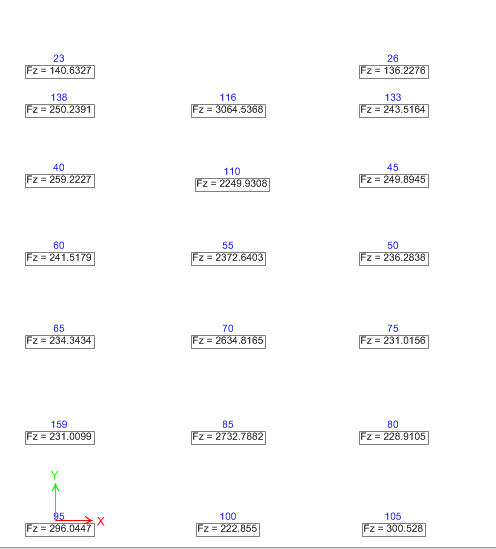 23 26
Fz = 140.6327 Fz = 136.2276
138 116 133
Fz = 250.2391 Fz = 3064.5368 Fz = 243.5164
40 110 45
Fz = 259.2227 Fz = 2249.9308 Fz = 249.8945
60 55 50
Fz = 241.5179 Fz = 2372.6403 Fz = 236.2838
65 70 75
Fz = 234.3434 Fz = 2634.8165 Fz = 231.0156
159 85 80
Fz = 231.0099 Fz = 2732.7882 Fz = 228.9105
Y
95 X 100 105
Fz = 296.0447 Fz = 222.855 Fz = 300.528